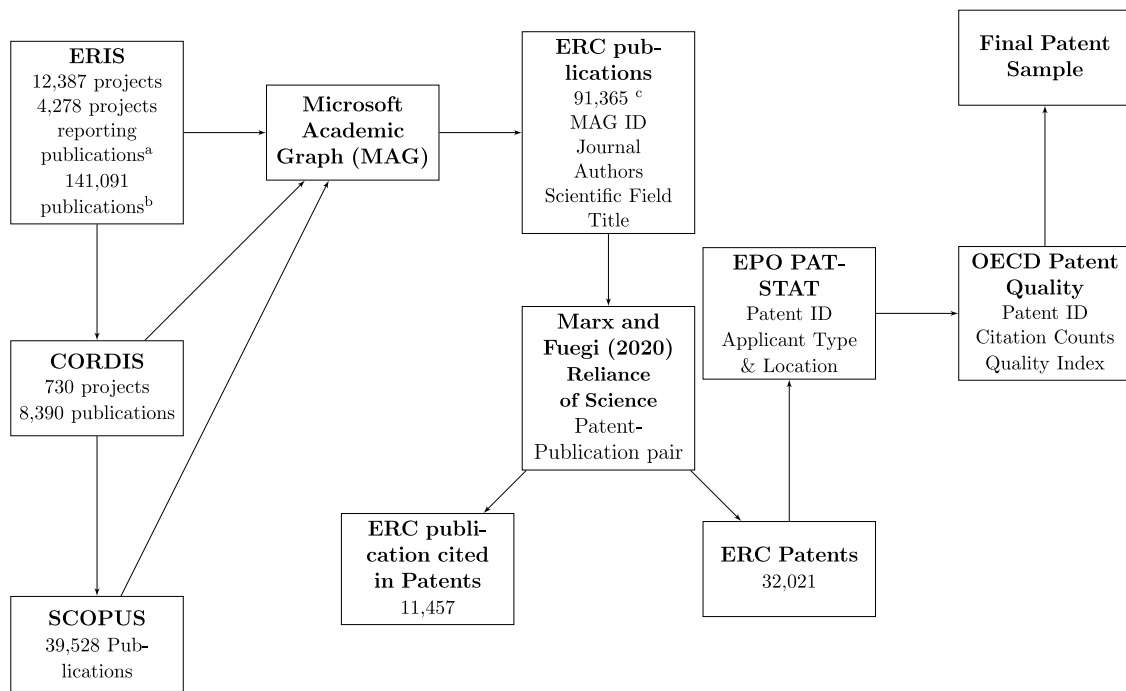 ERIS
12,387 projects
4,278 projects
reporting
publicationsᵃ
141,091
publicationsᵇ
CORDIS
730 projects
8,390 publications
SCOPUS
39,528 Pub-
lications
Microsoft
Academic
Graph (MAG)
ERC pub-
lications
91,365 ᶜ
MAG ID
Journal
Authors
Scientific Field
Title
Marx and
Fuegi (2020)
Reliance
of Science
Patent-
Publication pair
ERC publi-
cation cited
in Patents
11,457
ERC Patents
32,021
EPO PAT-
STAT
Patent ID
Applicant Type
& Location
OECD Patent
Quality
Patent ID
Citation Counts
Quality Index
Final Patent
Sample